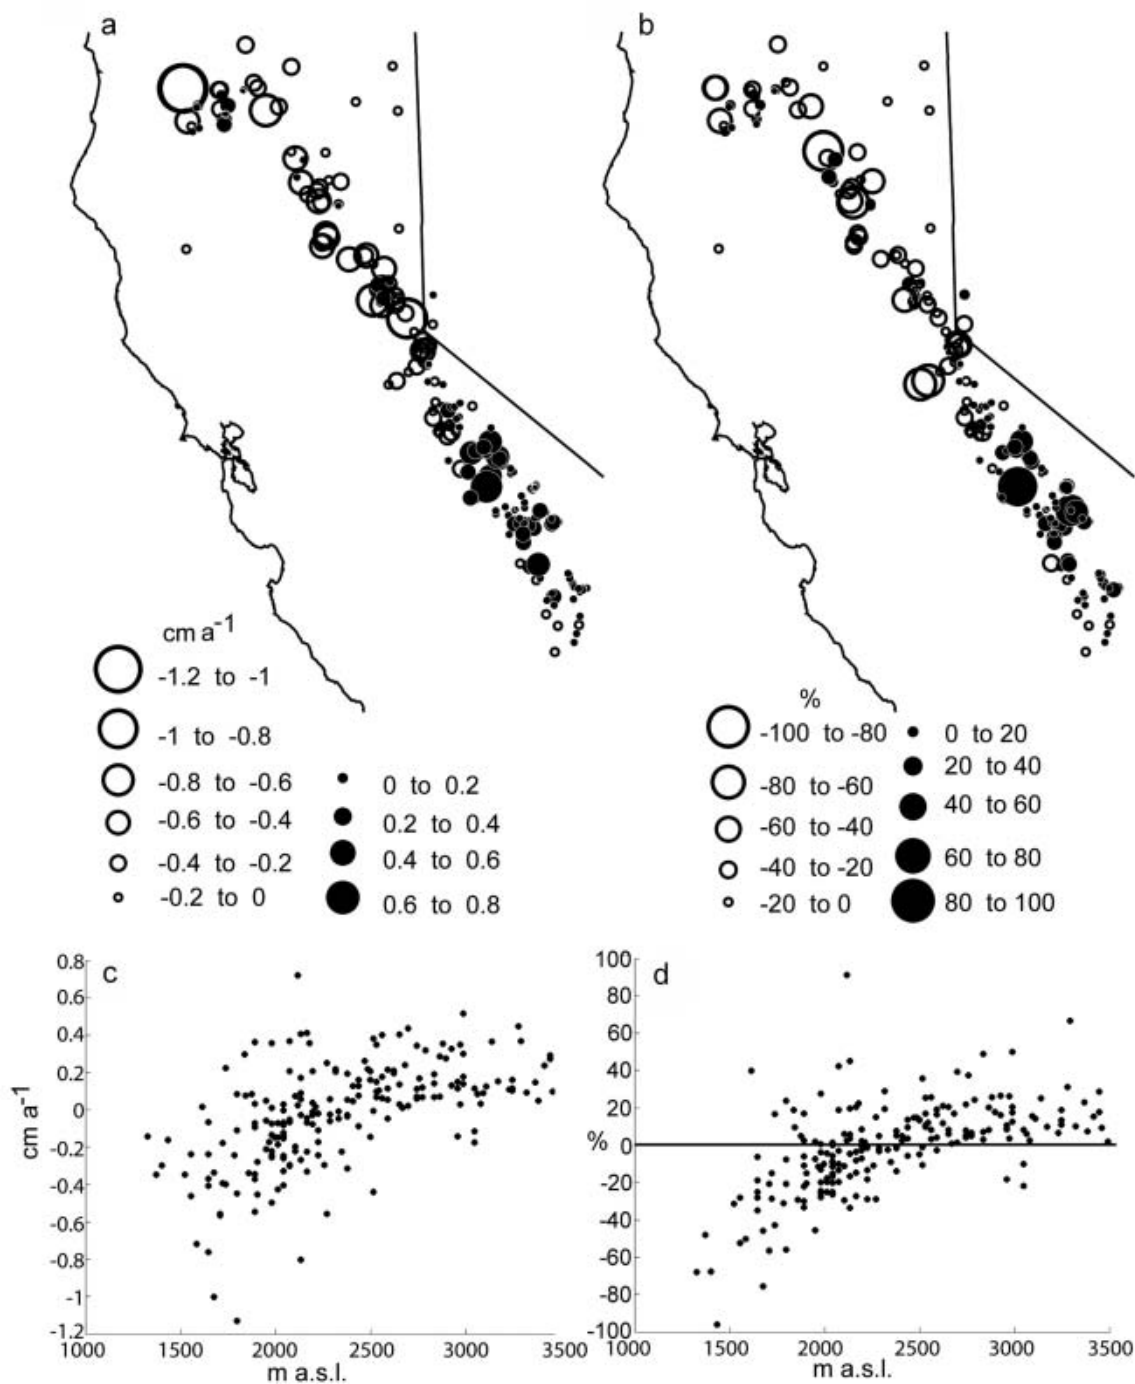 a
b
cm a-1
-1.2 to -1
-1 to -0.8
-0.8 to -0.6
-0.6 to -0.4
-0.4 to -0.2
-0.2 to 0
0 to 0.2
0.2 to 0.4
0.4 to 0.6
0.6 to 0.8
%
-100 to -80
-80 to -60
-60 to -40
-40 to -20
-20 to 0
0 to 20
20 to 40
40 to 60
60 to 80
80 to 100
c
0.8
0.6
0.4
0.2
0
-0.2
-0.4
-0.6
-0.8
-1
-1.2
cm a-1
1000 1500 2000 2500 3000 3500
m a.s.l.
d
100
80
60
40
20
0
-20
-40
-60
-80
-100
%
1000 1500 2000 2500 3000 3500
m a.s.l.